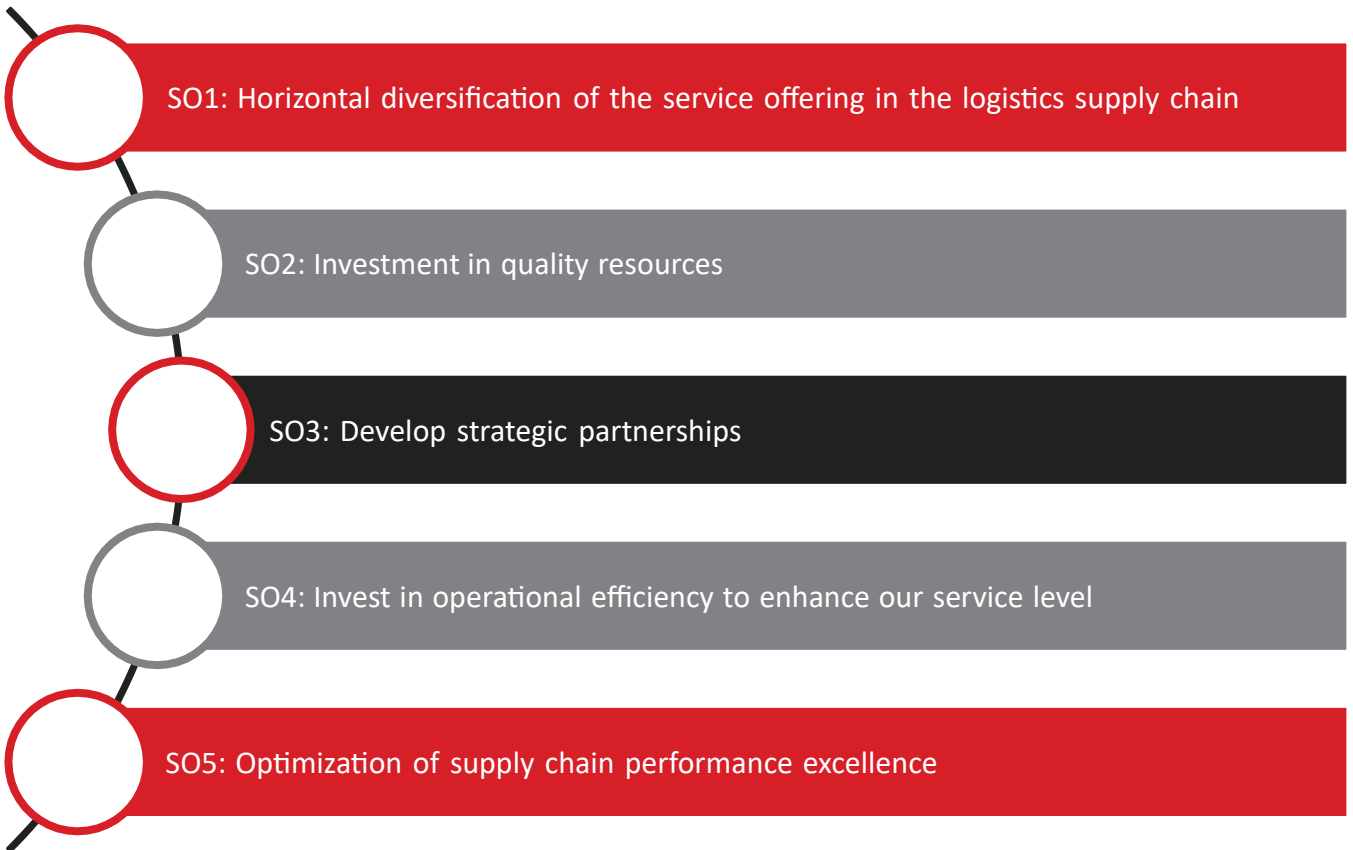 SO1: Horizontal diversification of the service offering in the logistics supply chain
SO2: Investment in quality resources
SO3: Develop strategic partnerships
SO4: Invest in operational efficiency to enhance our service level
SO5: Optimization of supply chain performance excellence